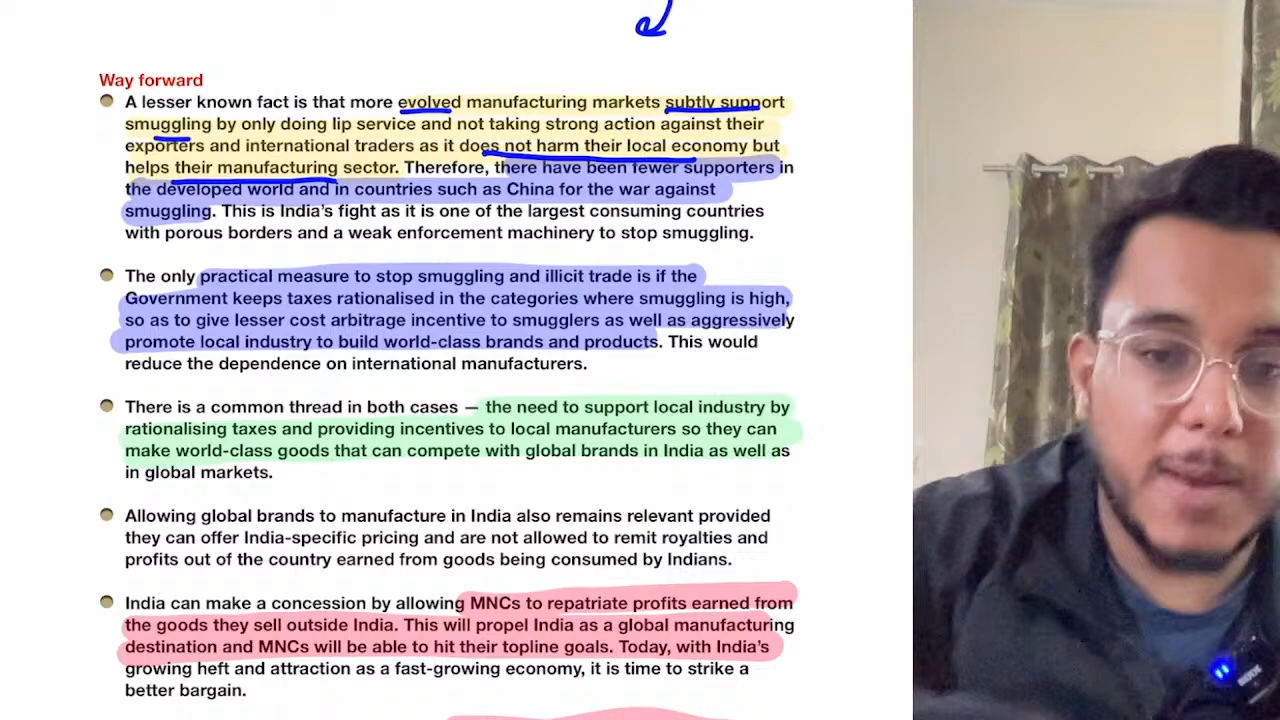 Way forward
A lesser known fact is that more evolved manufacturing markets subtly support
smuggling by only doing lip service and not taking strong action against their
exporters and international traders as it does not harm their local economy but
helps their manufacturing sector. Therefore, there have been fewer supporters in
the developed world and in countries such as China for the war against
smuggling. This is India's fight as it is one of the largest consuming countries
with porous borders and a weak enforcement machinery to stop smuggling.
The only practical measure to stop smuggling and illicit trade is if the
Government keeps taxes rationalised in the categories where smuggling is high,
so as to give lesser cost arbitrage incentive to smugglers as well as aggressively
promote local industry to build world-class brands and products. This would
reduce the dependence on international manufacturers.
There is a common thread in both cases — the need to support local industry by
rationalising taxes and providing incentives to local manufacturers so they can
make world-class goods that can compete with global brands in India as well as
in global markets.
Allowing global brands to manufacture in India also remains relevant provided
they can offer India-specific pricing and are not allowed to remit royalties and
profits out of the country earned from goods being consumed by Indians.
India can make a concession by allowing MNCs to repatriate profits earned from
the goods they sell outside India. This will propel India as a global manufacturing
destination and MNCs will be able to hit their topline goals. Today, with India's
growing heft and attraction as a fast-growing economy, it is time to strike a
better bargain.